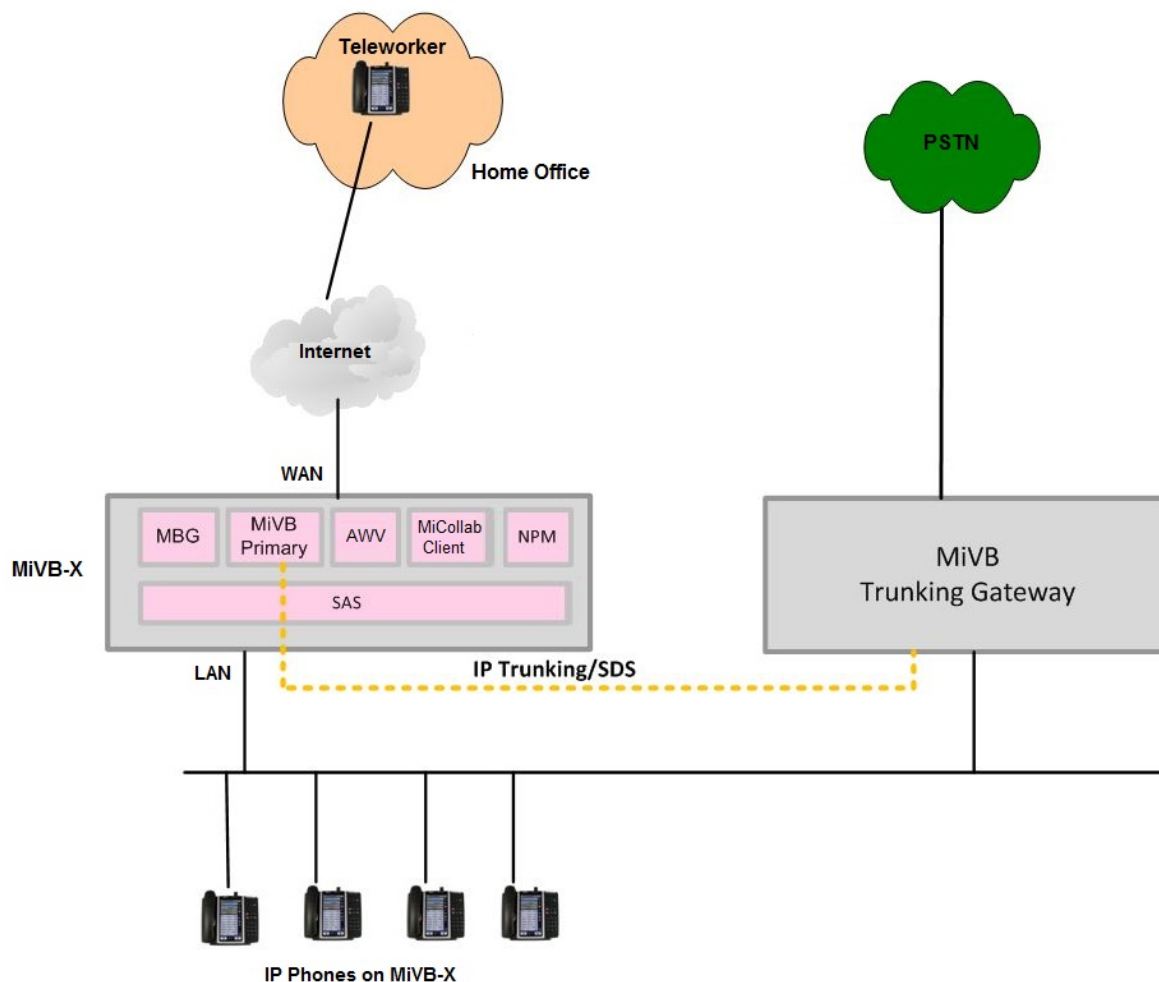 Teleworker
Home Office
PSTN
Internet
WAN
MBG
MiVB
Primary
AWV
MiCollab
Client
NPM
MiVB-X
SAS
MiVB
Trunking Gateway
LAN
IP Trunking/SDS
IP Phones on MiVB-X